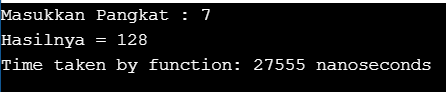 Masukkan Pangkat : 7
Hasilnya = 128
Time taken by function: 27555 nanoseconds